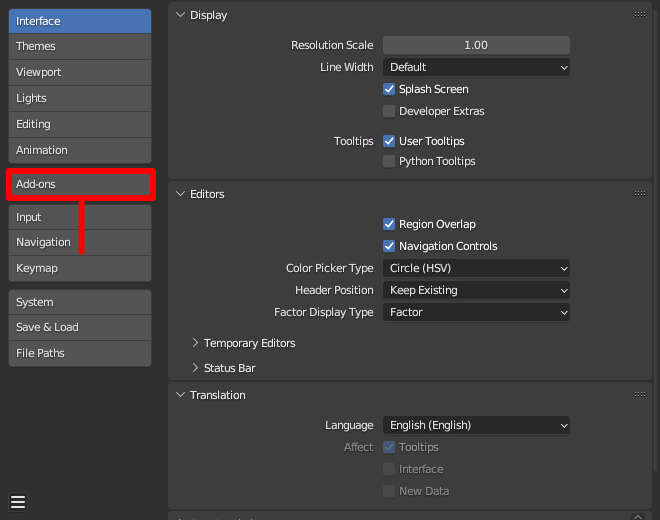 Interface
Themes
Viewport
Lights
Editing
Animation
Add-ons
Input
Navigation
Keymap
System
Save & Load
File Paths
Display
Resolution Scale 1.00
Line Width Default
Splash Screen
Developer Extras
Tooltips User Tooltips
Python Tooltips
Editors
Region Overlap
Navigation Controls
Color Picker Type Circle (HSV)
Header Position Keep Existing
Factor Display Type Factor
Temporary Editors
Status Bar
Translation
Language English (English)
Affect Tooltips
Interface
New Data